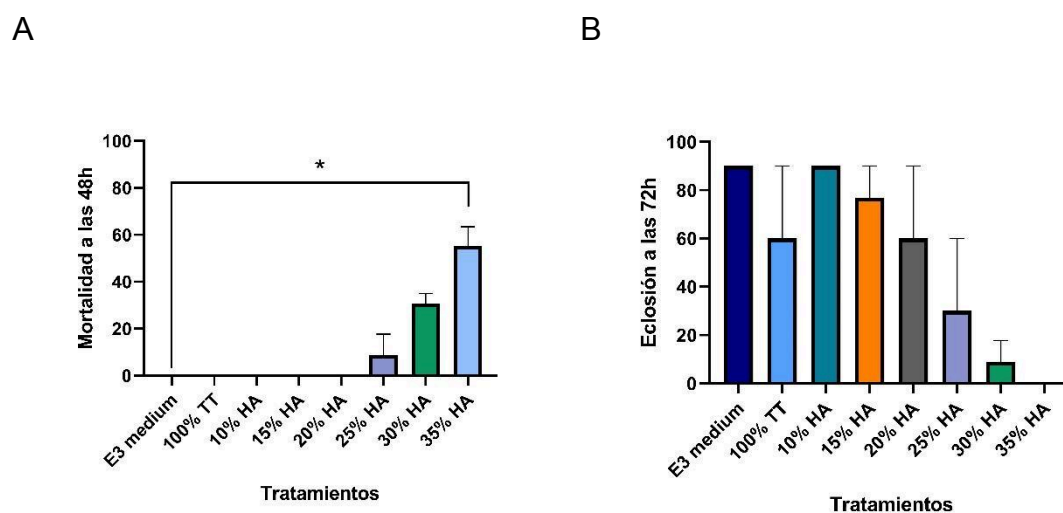 A
B
Mortalidad a las 48h
100
80
60
40
20
0
*
E3 medium
100% TT
10% HA
15% HA
20% HA
25% HA
30% HA
35% HA
Tratamientos
Eclosión a las 72h
100
80
60
40
20
0
E3 medium
100% TT
10% HA
15% HA
20% HA
25% HA
30% HA
35% HA
Tratamientos